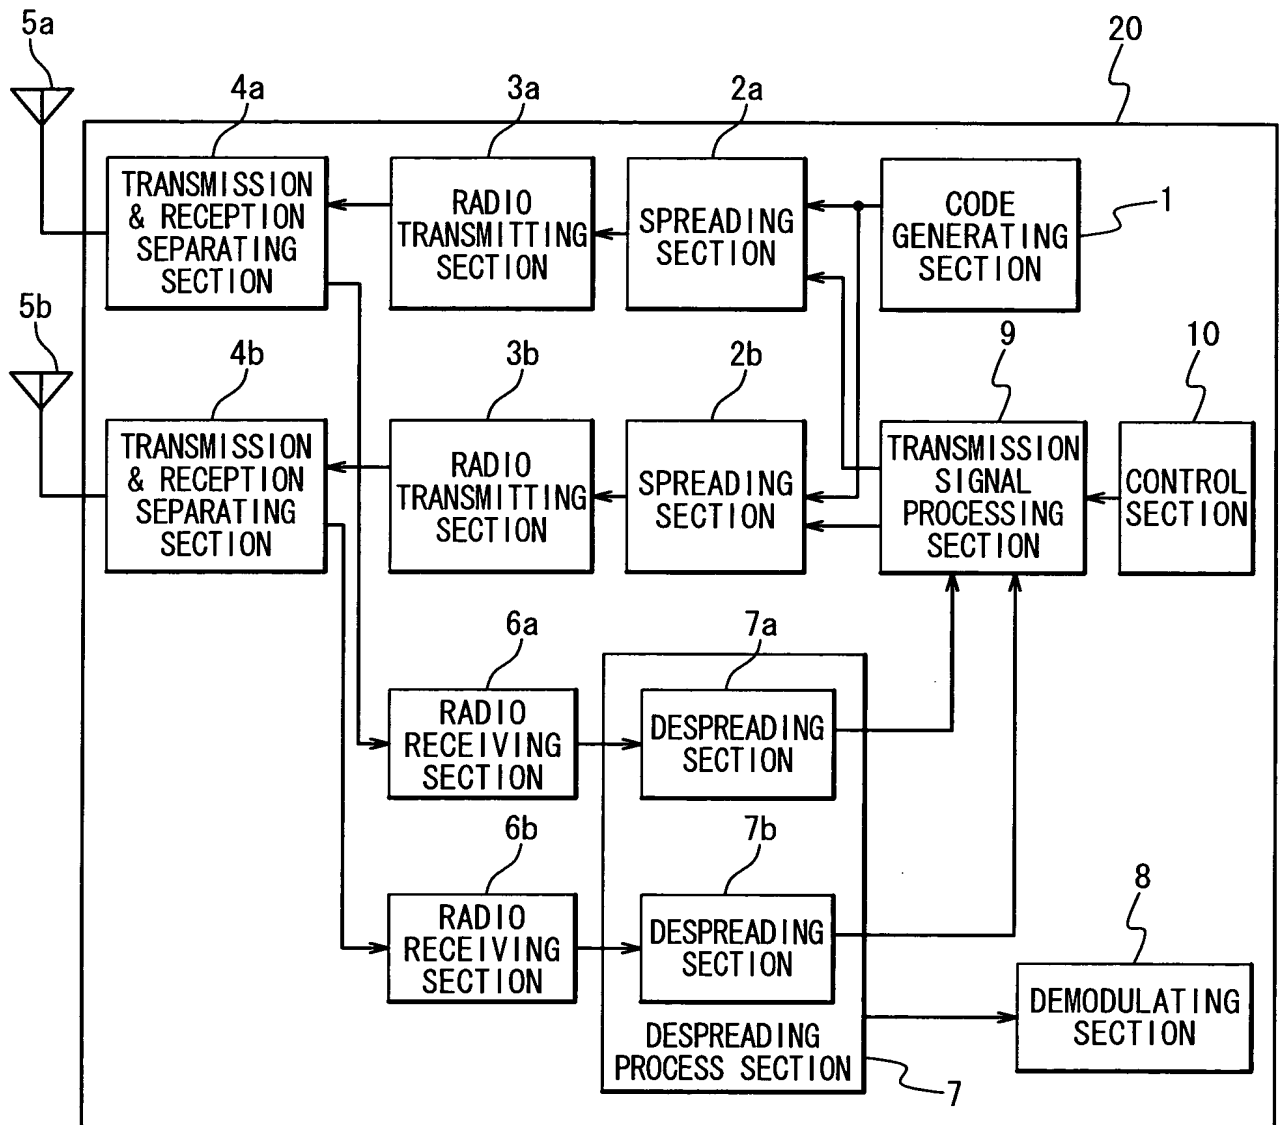 5a
20
4a
3a
2a
TRANSMISSION
& RECEPTION
SEPARATING
SECTION
RADIO
TRANSMITTING
SECTION
SPREADING
SECTION
CODE
GENERATING
SECTION
1
5b
4b
3b
2b
9
10
TRANSMISSION
& RECEPTION
SEPARATING
SECTION
RADIO
TRANSMITTING
SECTION
SPREADING
SECTION
TRANSMISSION
SIGNAL
PROCESSING
SECTION
CONTROL
SECTION
6a
7a
RADIO
RECEIVING
SECTION
DESPREADING
SECTION
6b
7b
RADIO
RECEIVING
SECTION
DESPREADING
SECTION
8
DEMODULATING
SECTION
DESPREADING
PROCESS SECTION
7